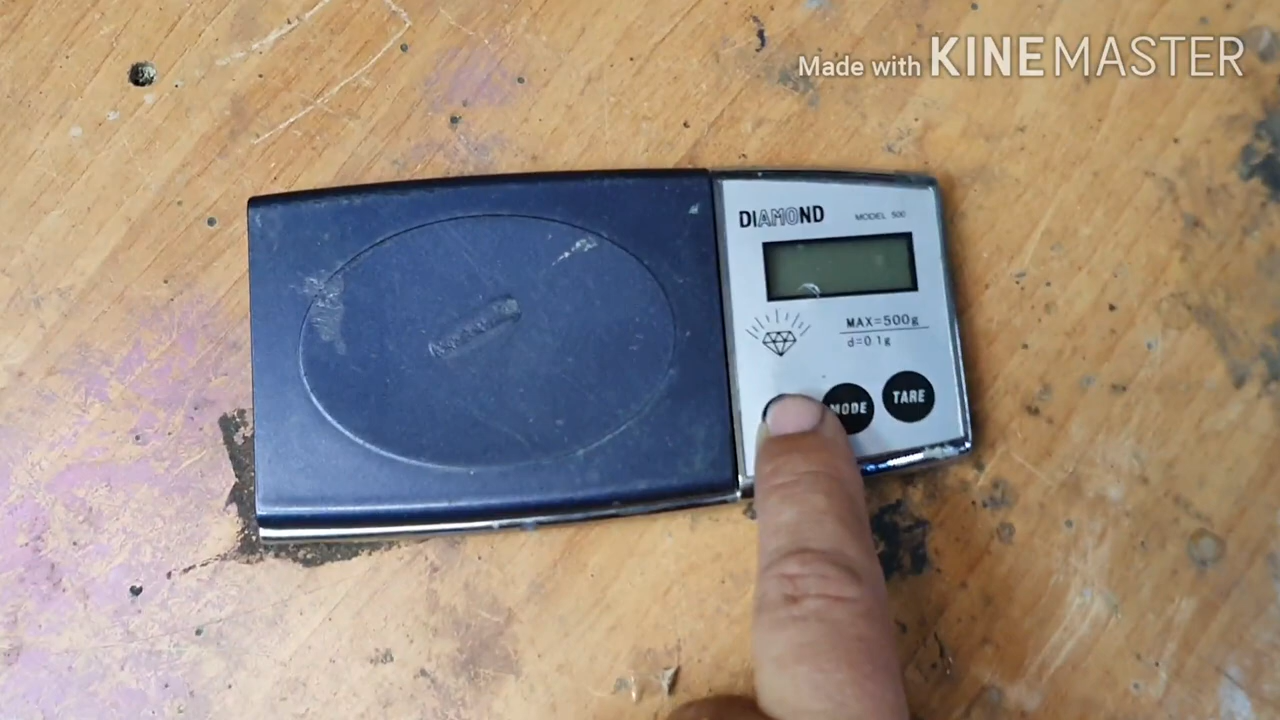 Made with KINEMASTER
DIAMOND MODEL 500
MAX=500g
d=0.1g
MODE TARE